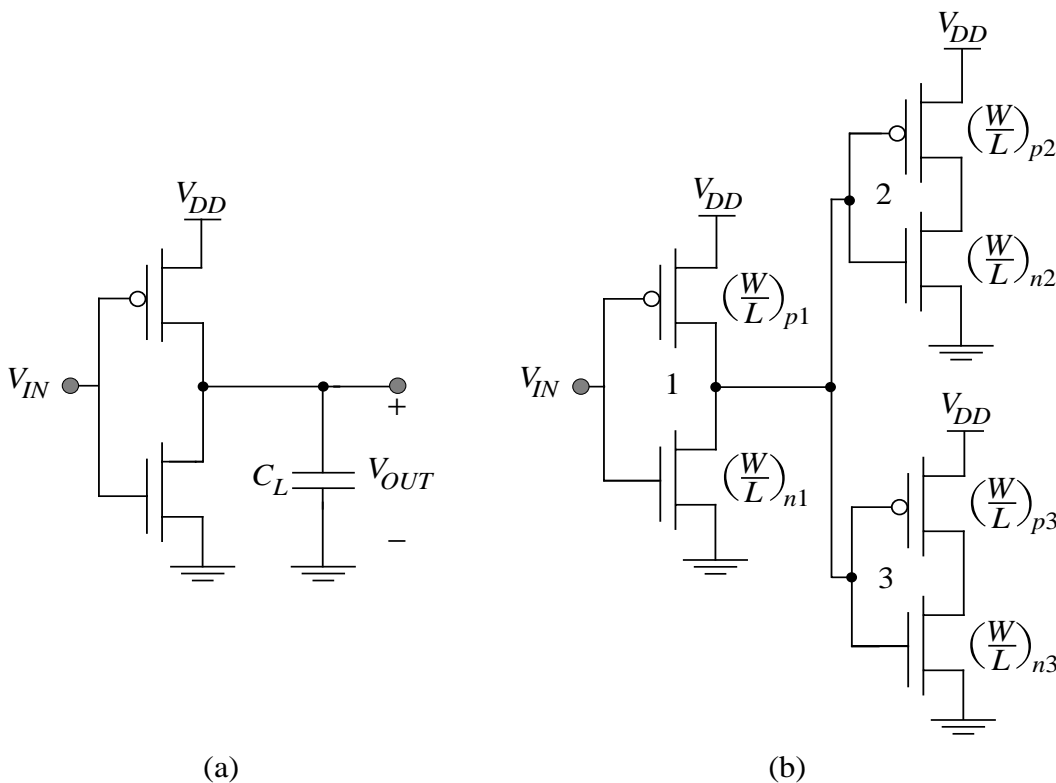 V_DD
V_IN
C_L
V_OUT
+
−
(a)
V_DD
(W/L)_p1
V_IN
1
(W/L)_n1
V_DD
(W/L)_p2
2
(W/L)_n2
V_DD
(W/L)_p3
3
(W/L)_n3
(b)